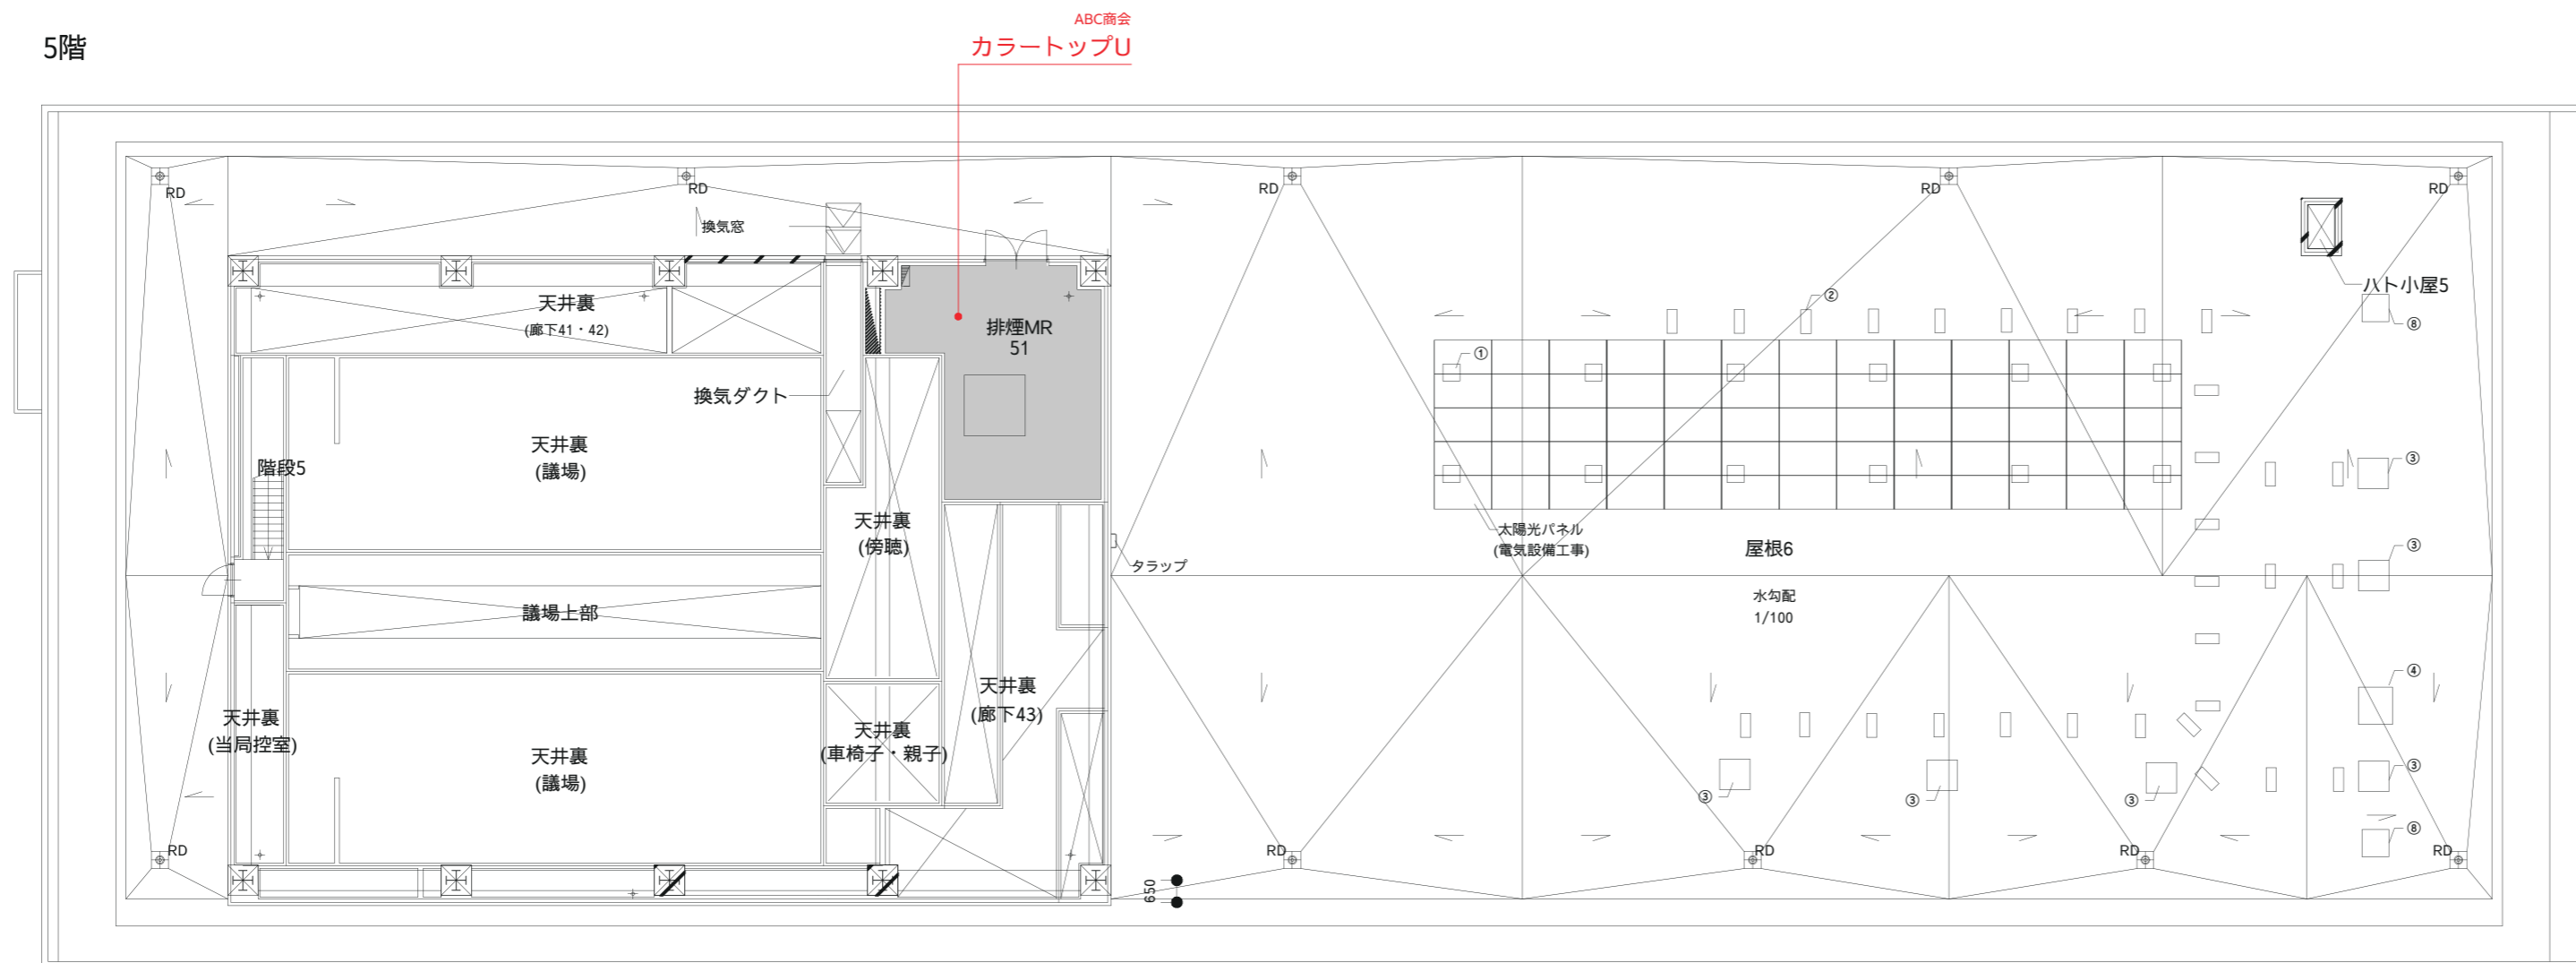 ABC商会
カラートップU
5階
RD
RD
RD
RD
RD
換気窓
ハト小屋5
天井裏
(廊下41・42)
排煙MR
51
②
⑧
①
換気ダクト
天井裏
(議場)
階段5
③
天井裏
(傍聴)
太陽光パネル
(電気設備工事)
屋根6
③
タラップ
水勾配
1/100
議場上部
天井裏
(廊下43)
④
天井裏
(当局控室)
天井裏
(車椅子・親子)
天井裏
(議場)
③
③
③
③
⑧
RD
RD
RD
RD
RD
650